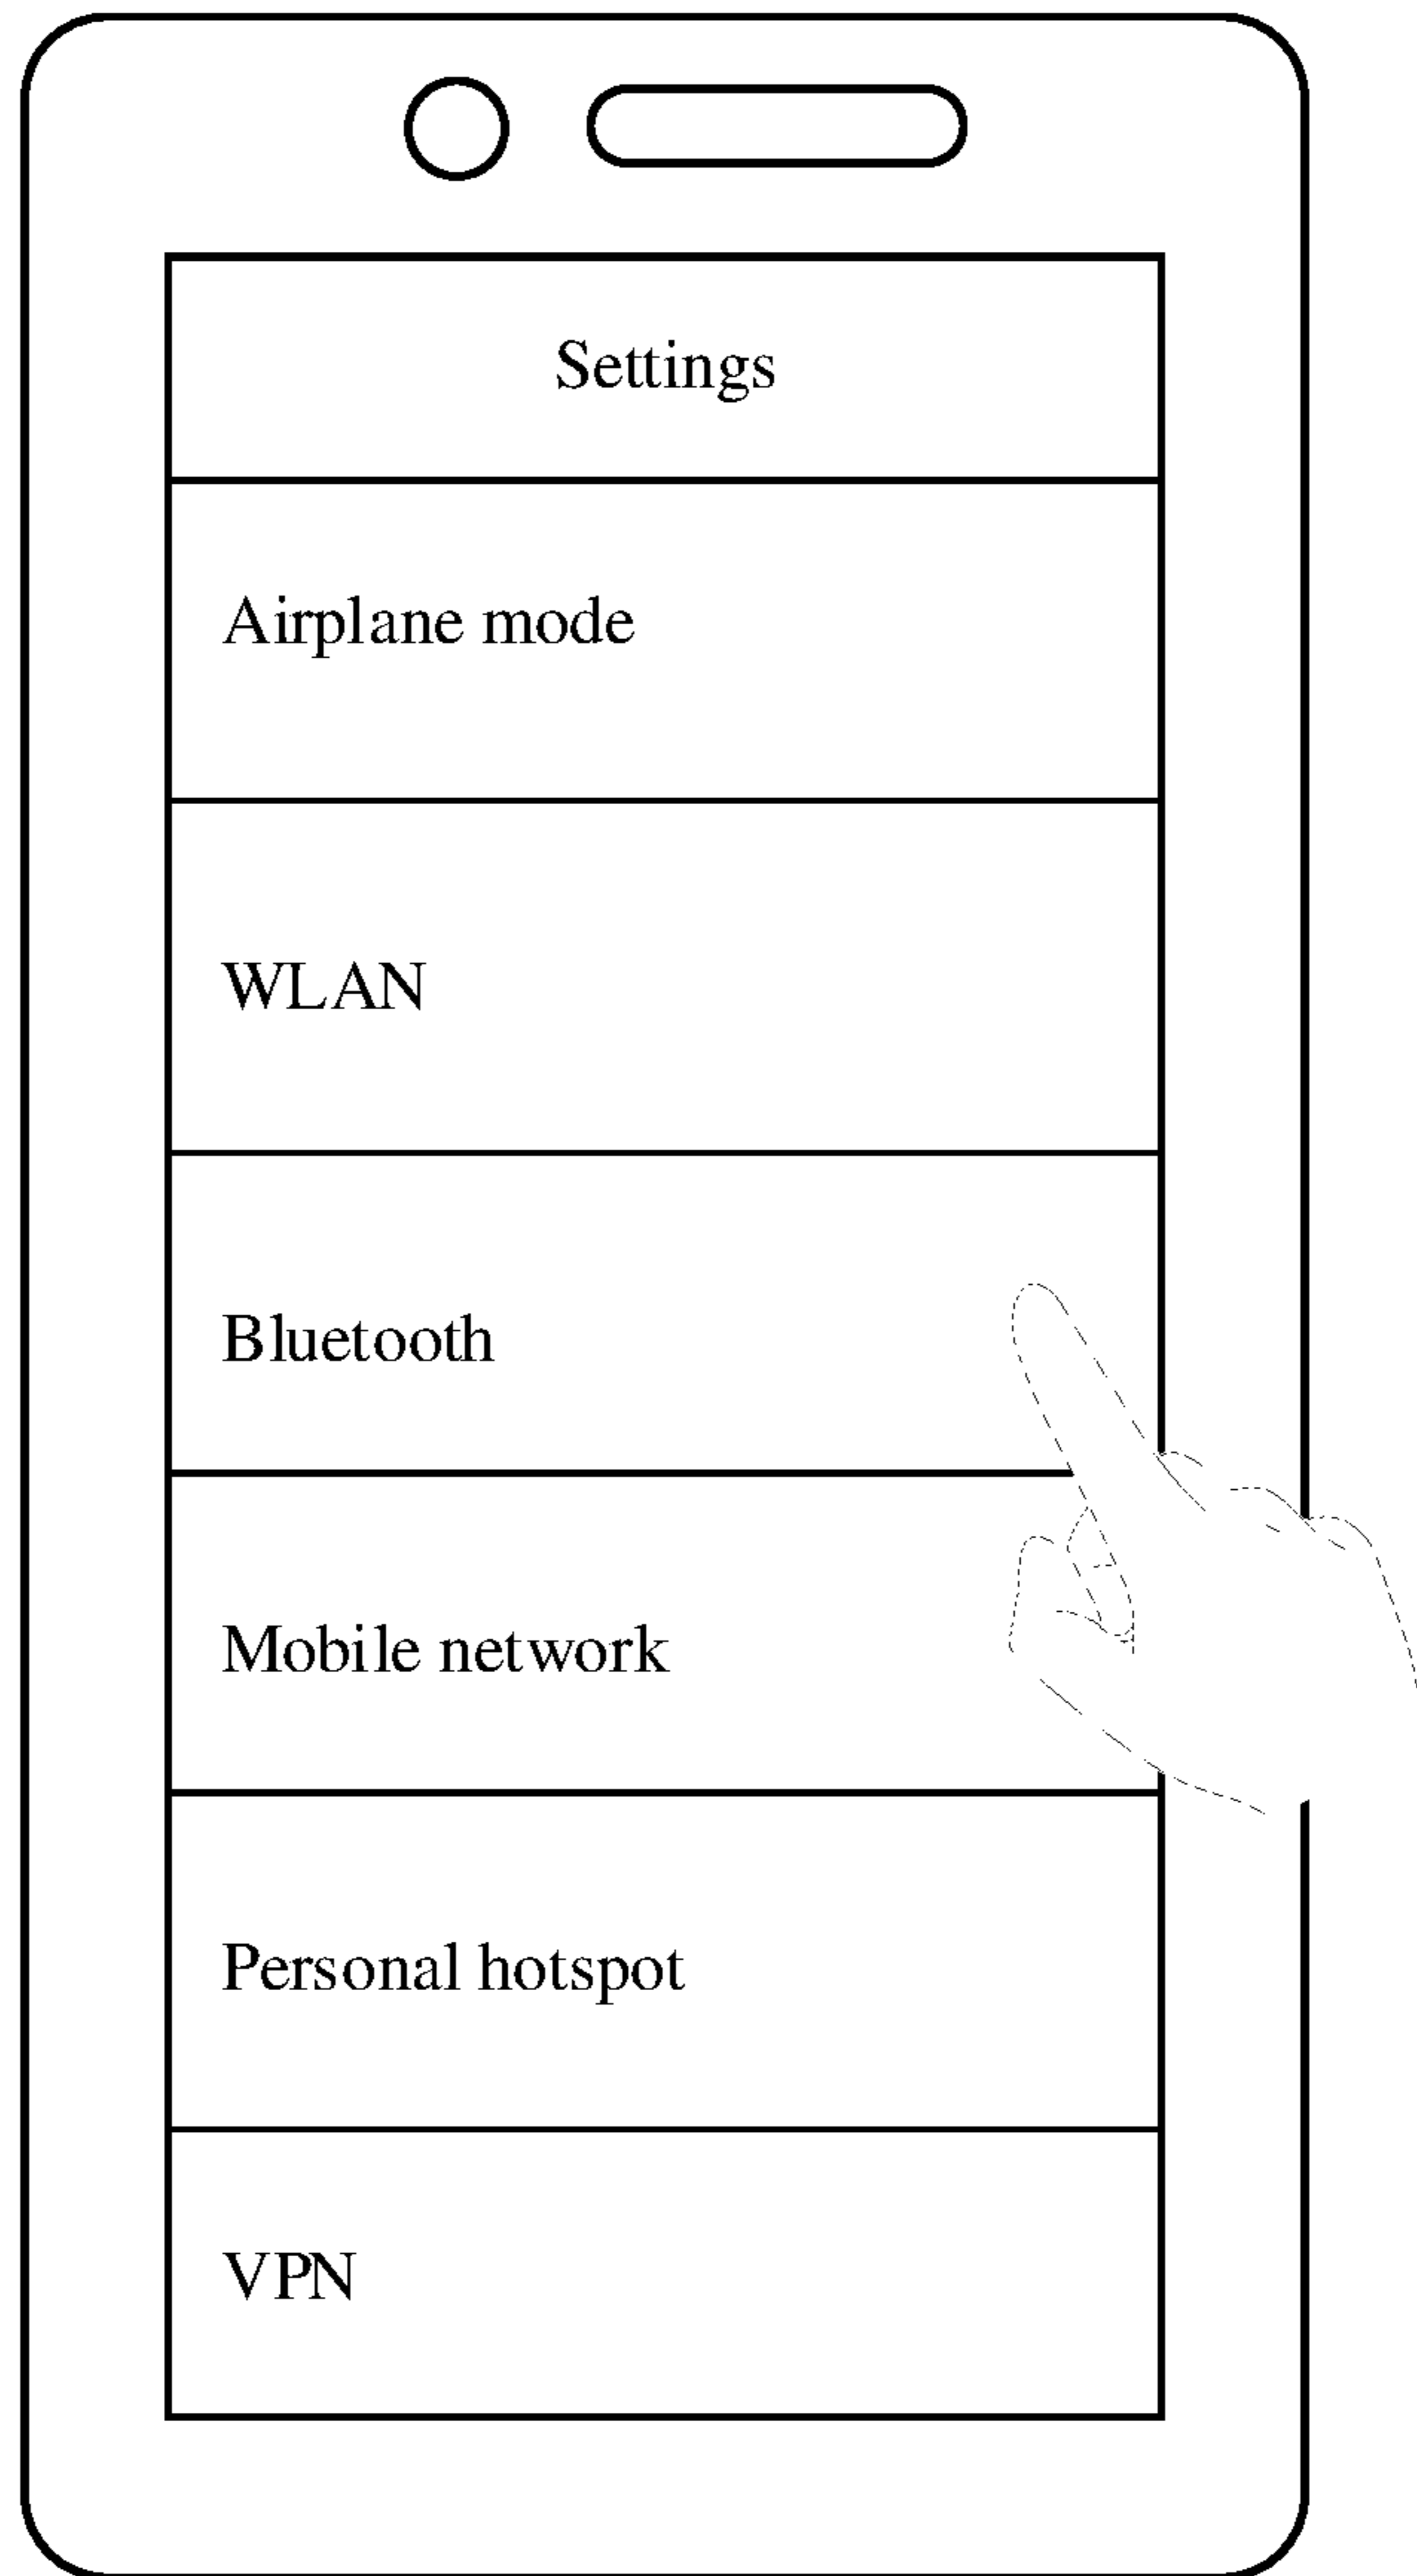 Settings
Airplane mode
WLAN
Bluetooth
Mobile network
Personal hotspot
VPN